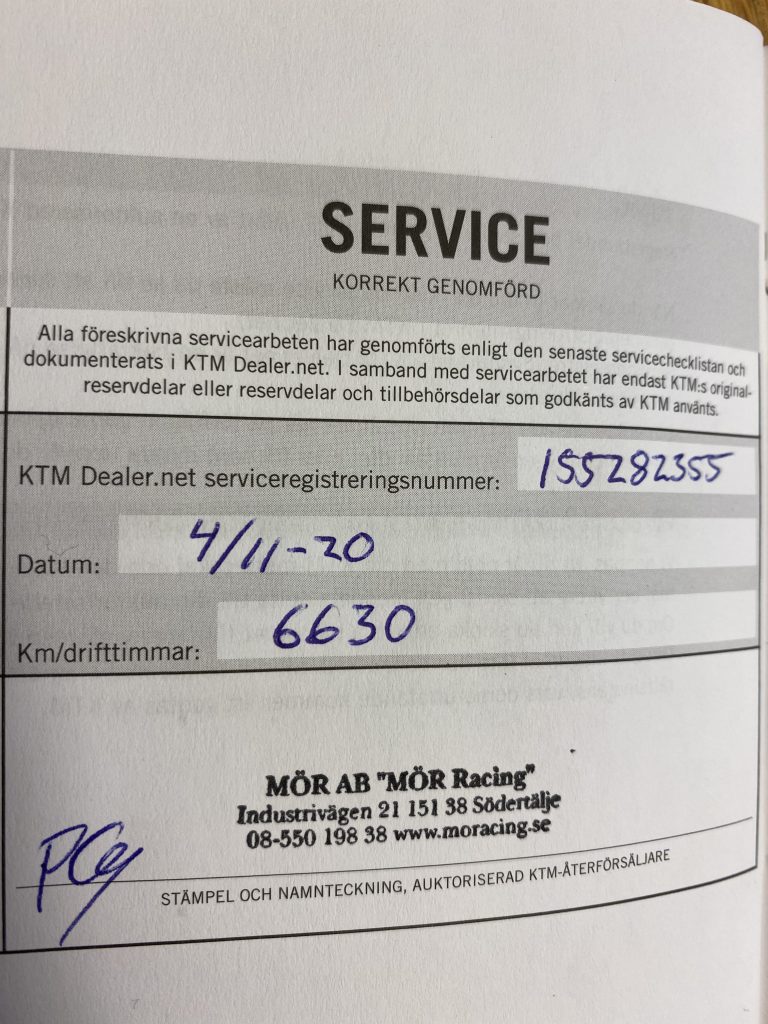 SERVICE
KORREKT GENOMFÖRD
Alla föreskrivna servicearbeten har genomförts enligt den senaste servicechecklistan och
dokumenterats i KTM Dealer.net. I samband med servicearbetet har endast KTM:s original-
reservdelar eller reservdelar och tillbehörsdelar som godkänts av KTM använts.
KTM Dealer.net serviceregistreringsnummer: 155282355
Datum: 4/11-20
Km/drifttimmar: 6630
MÖR AB "MÖR Racing"
Industrivägen 21 151 38 Södertälje
08-550 198 38 www.moracing.se
STÄMPEL OCH NAMNTECKNING, AUKTORISERAD KTM-ÅTERFÖRSÄLJARE